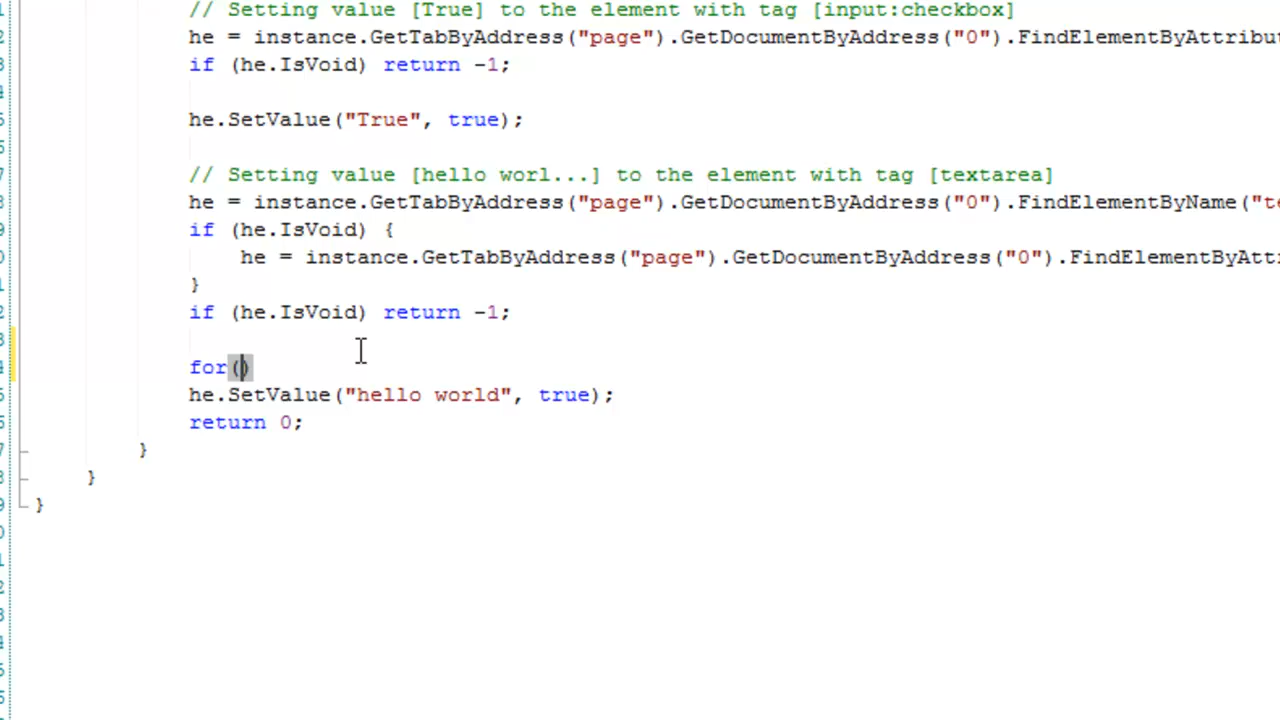 // Setting value [True] to the element with tag [input:checkbox]
he = instance.GetTabByAddress("page").GetDocumentByAddress("0").FindElementByAttribut
if (he.IsVoid) return -1;
he.SetValue("True", true);
// Setting value [hello worl...] to the element with tag [textarea]
he = instance.GetTabByAddress("page").GetDocumentByAddress("0").FindElementByName("te
if (he.IsVoid) {
he = instance.GetTabByAddress("page").GetDocumentByAddress("0").FindElementByAtt
}
if (he.IsVoid) return -1;
for()
he.SetValue("hello world", true);
return 0;
}
}
}